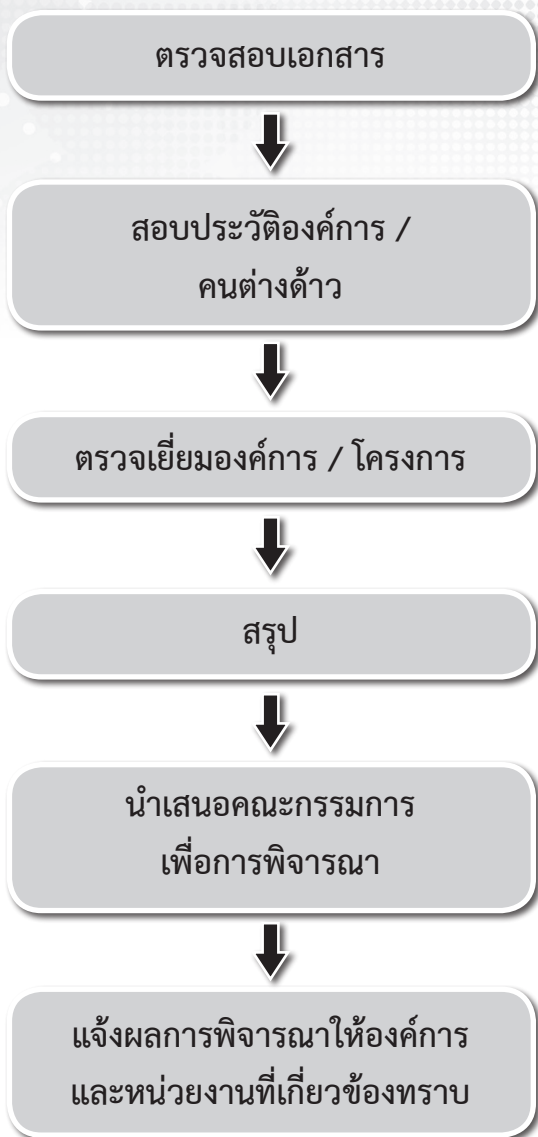 ตรวจสอบเอกสาร
สอบประวัติองค์การ /
คนต่างด้าว
ตรวจเยี่ยมองค์การ / โครงการ
สรุป
นำเสนอคณะกรรมการ
เพื่อการพิจารณา
แจ้งผลการพิจารณาให้องค์การ
และหน่วยงานที่เกี่ยวข้องทราบ